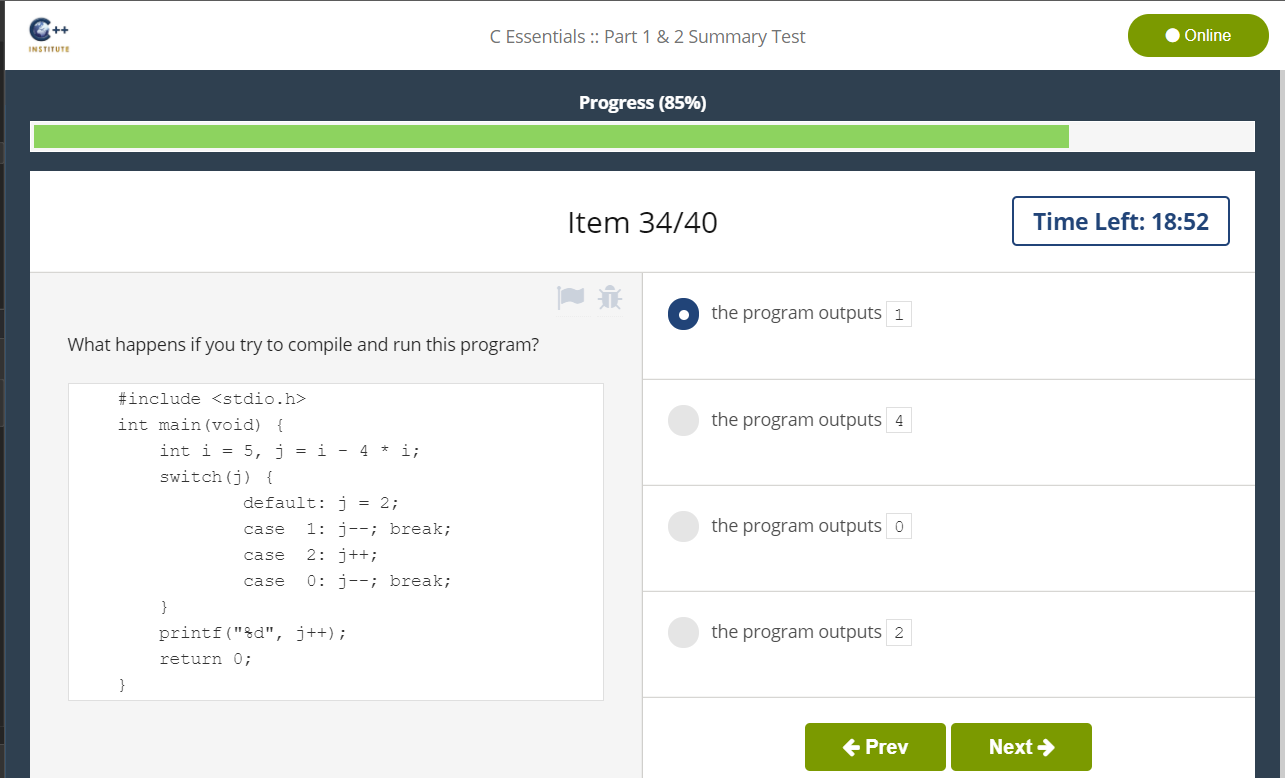 C++
INSTITUTE
C Essentials :: Part 1 & 2 Summary Test
Online
Progress (85%)
Item 34/40
Time Left: 18:52
What happens if you try to compile and run this program?
#include <stdio.h>
int main(void) {
    int i = 5, j = i - 4 * i;
    switch(j) {
            default: j = 2;
            case  1: j--; break;
            case  2: j++;
            case  0: j--; break;
    }
    printf("%d", j++);
    return 0;
}
the program outputs 1
the program outputs 4
the program outputs 0
the program outputs 2
Prev
Next